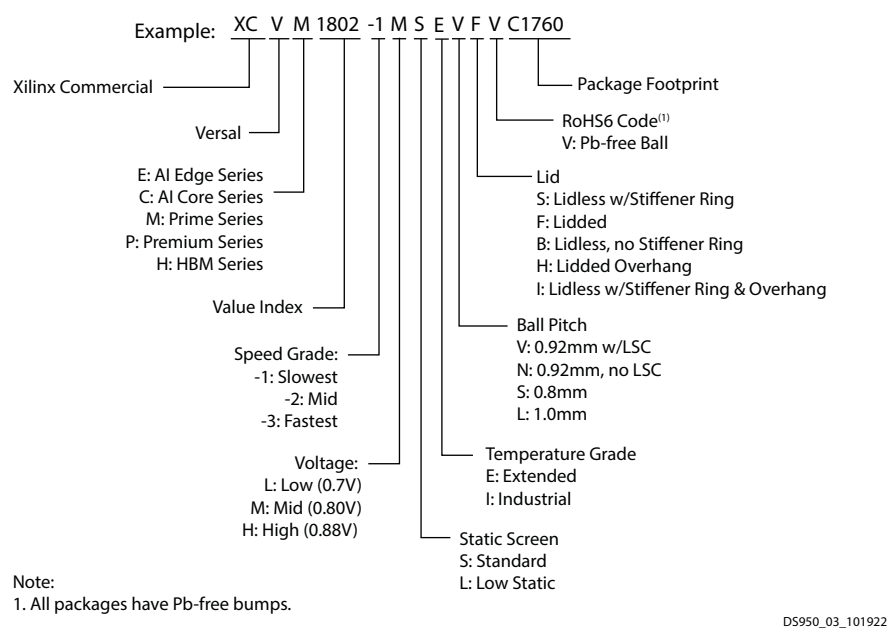 Example: XC V M 1802 -1 M S E V F V C1760
Xilinx Commercial
Versal
E: AI Edge Series
C: AI Core Series
M: Prime Series
P: Premium Series
H: HBM Series
Value Index
Speed Grade:
-1: Slowest
-2: Mid
-3: Fastest
Voltage:
L: Low (0.7V)
M: Mid (0.80V)
H: High (0.88V)
Package Footprint
RoHS6 Code(1)
V: Pb-free Ball
Lid
S: Lidless w/Stiffener Ring
F: Lidded
B: Lidless, no Stiffener Ring
H: Lidded Overhang
I: Lidless w/Stiffener Ring & Overhang
Ball Pitch
V: 0.92mm w/LSC
N: 0.92mm, no LSC
S: 0.8mm
L: 1.0mm
Temperature Grade
E: Extended
I: Industrial
Static Screen
S: Standard
L: Low Static
Note:
1. All packages have Pb-free bumps.
DS950_03_101922